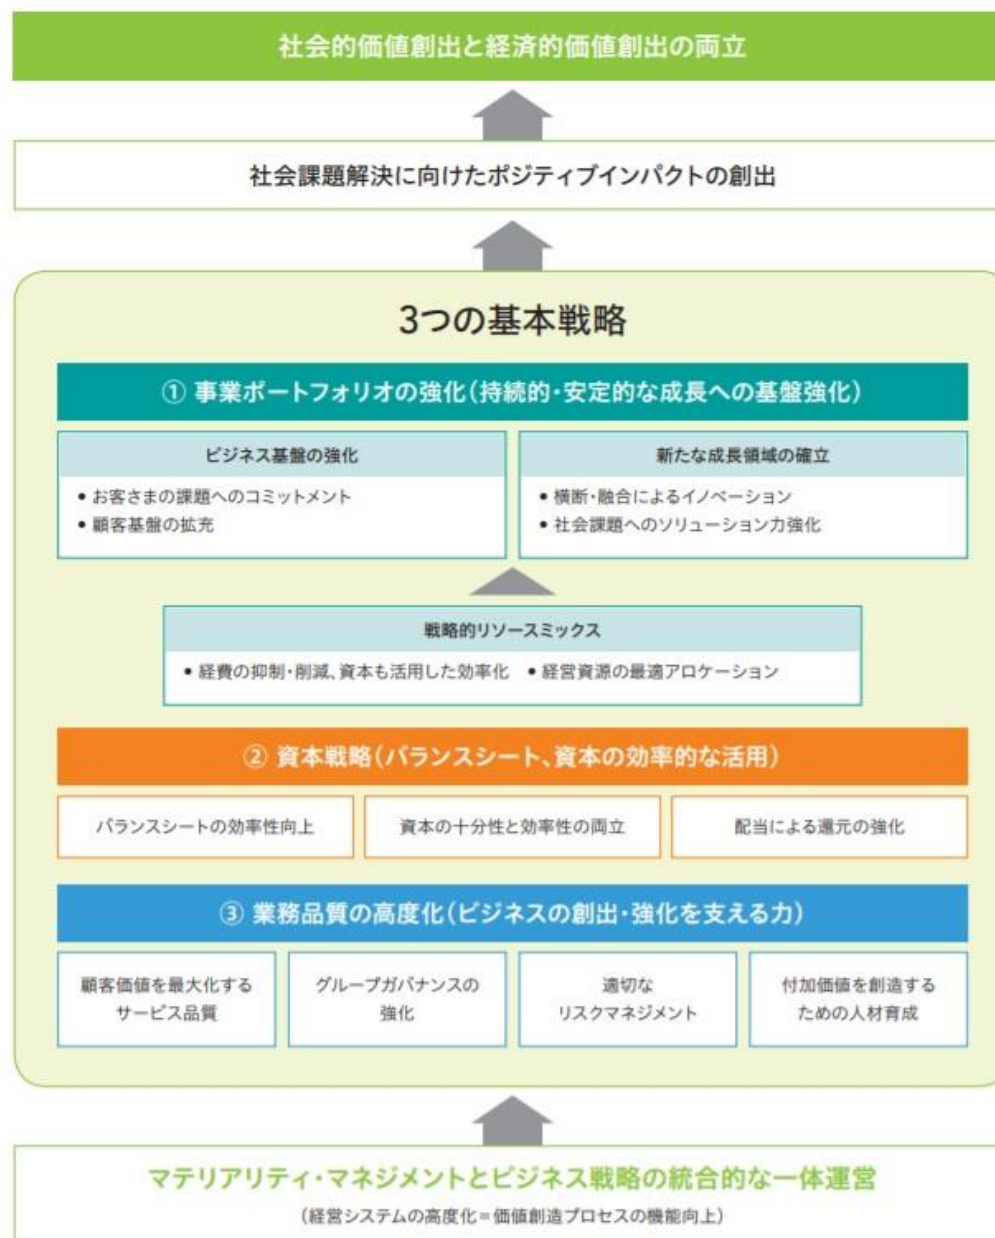 社会的価値創出と経済的価値創出の両立
社会課題解決に向けたポジティブインパクトの創出
3つの基本戦略
① 事業ポートフォリオの強化(持続的・安定的な成長への基盤強化)
ビジネス基盤の強化
• お客さまの課題へのコミットメント
• 顧客基盤の拡充
新たな成長領域の確立
• 横断・融合によるイノベーション
• 社会課題へのソリューション力強化
戦略的リソースミックス
• 経費の抑制・削減、資本も活用した効率化 • 経営資源の最適アロケーション
② 資本戦略(バランスシート、資本の効率的な活用)
バランスシートの効率性向上
資本の十分性と効率性の両立
配当による還元の強化
③ 業務品質の高度化(ビジネスの創出・強化を支える力)
顧客価値を最大化する
サービス品質
グループガバナンスの
強化
適切な
リスクマネジメント
付加価値を創造する
ための人材育成
マテリアリティ・マネジメントとビジネス戦略の統合的な一体運営
(経営システムの高度化=価値創造プロセスの機能向上)